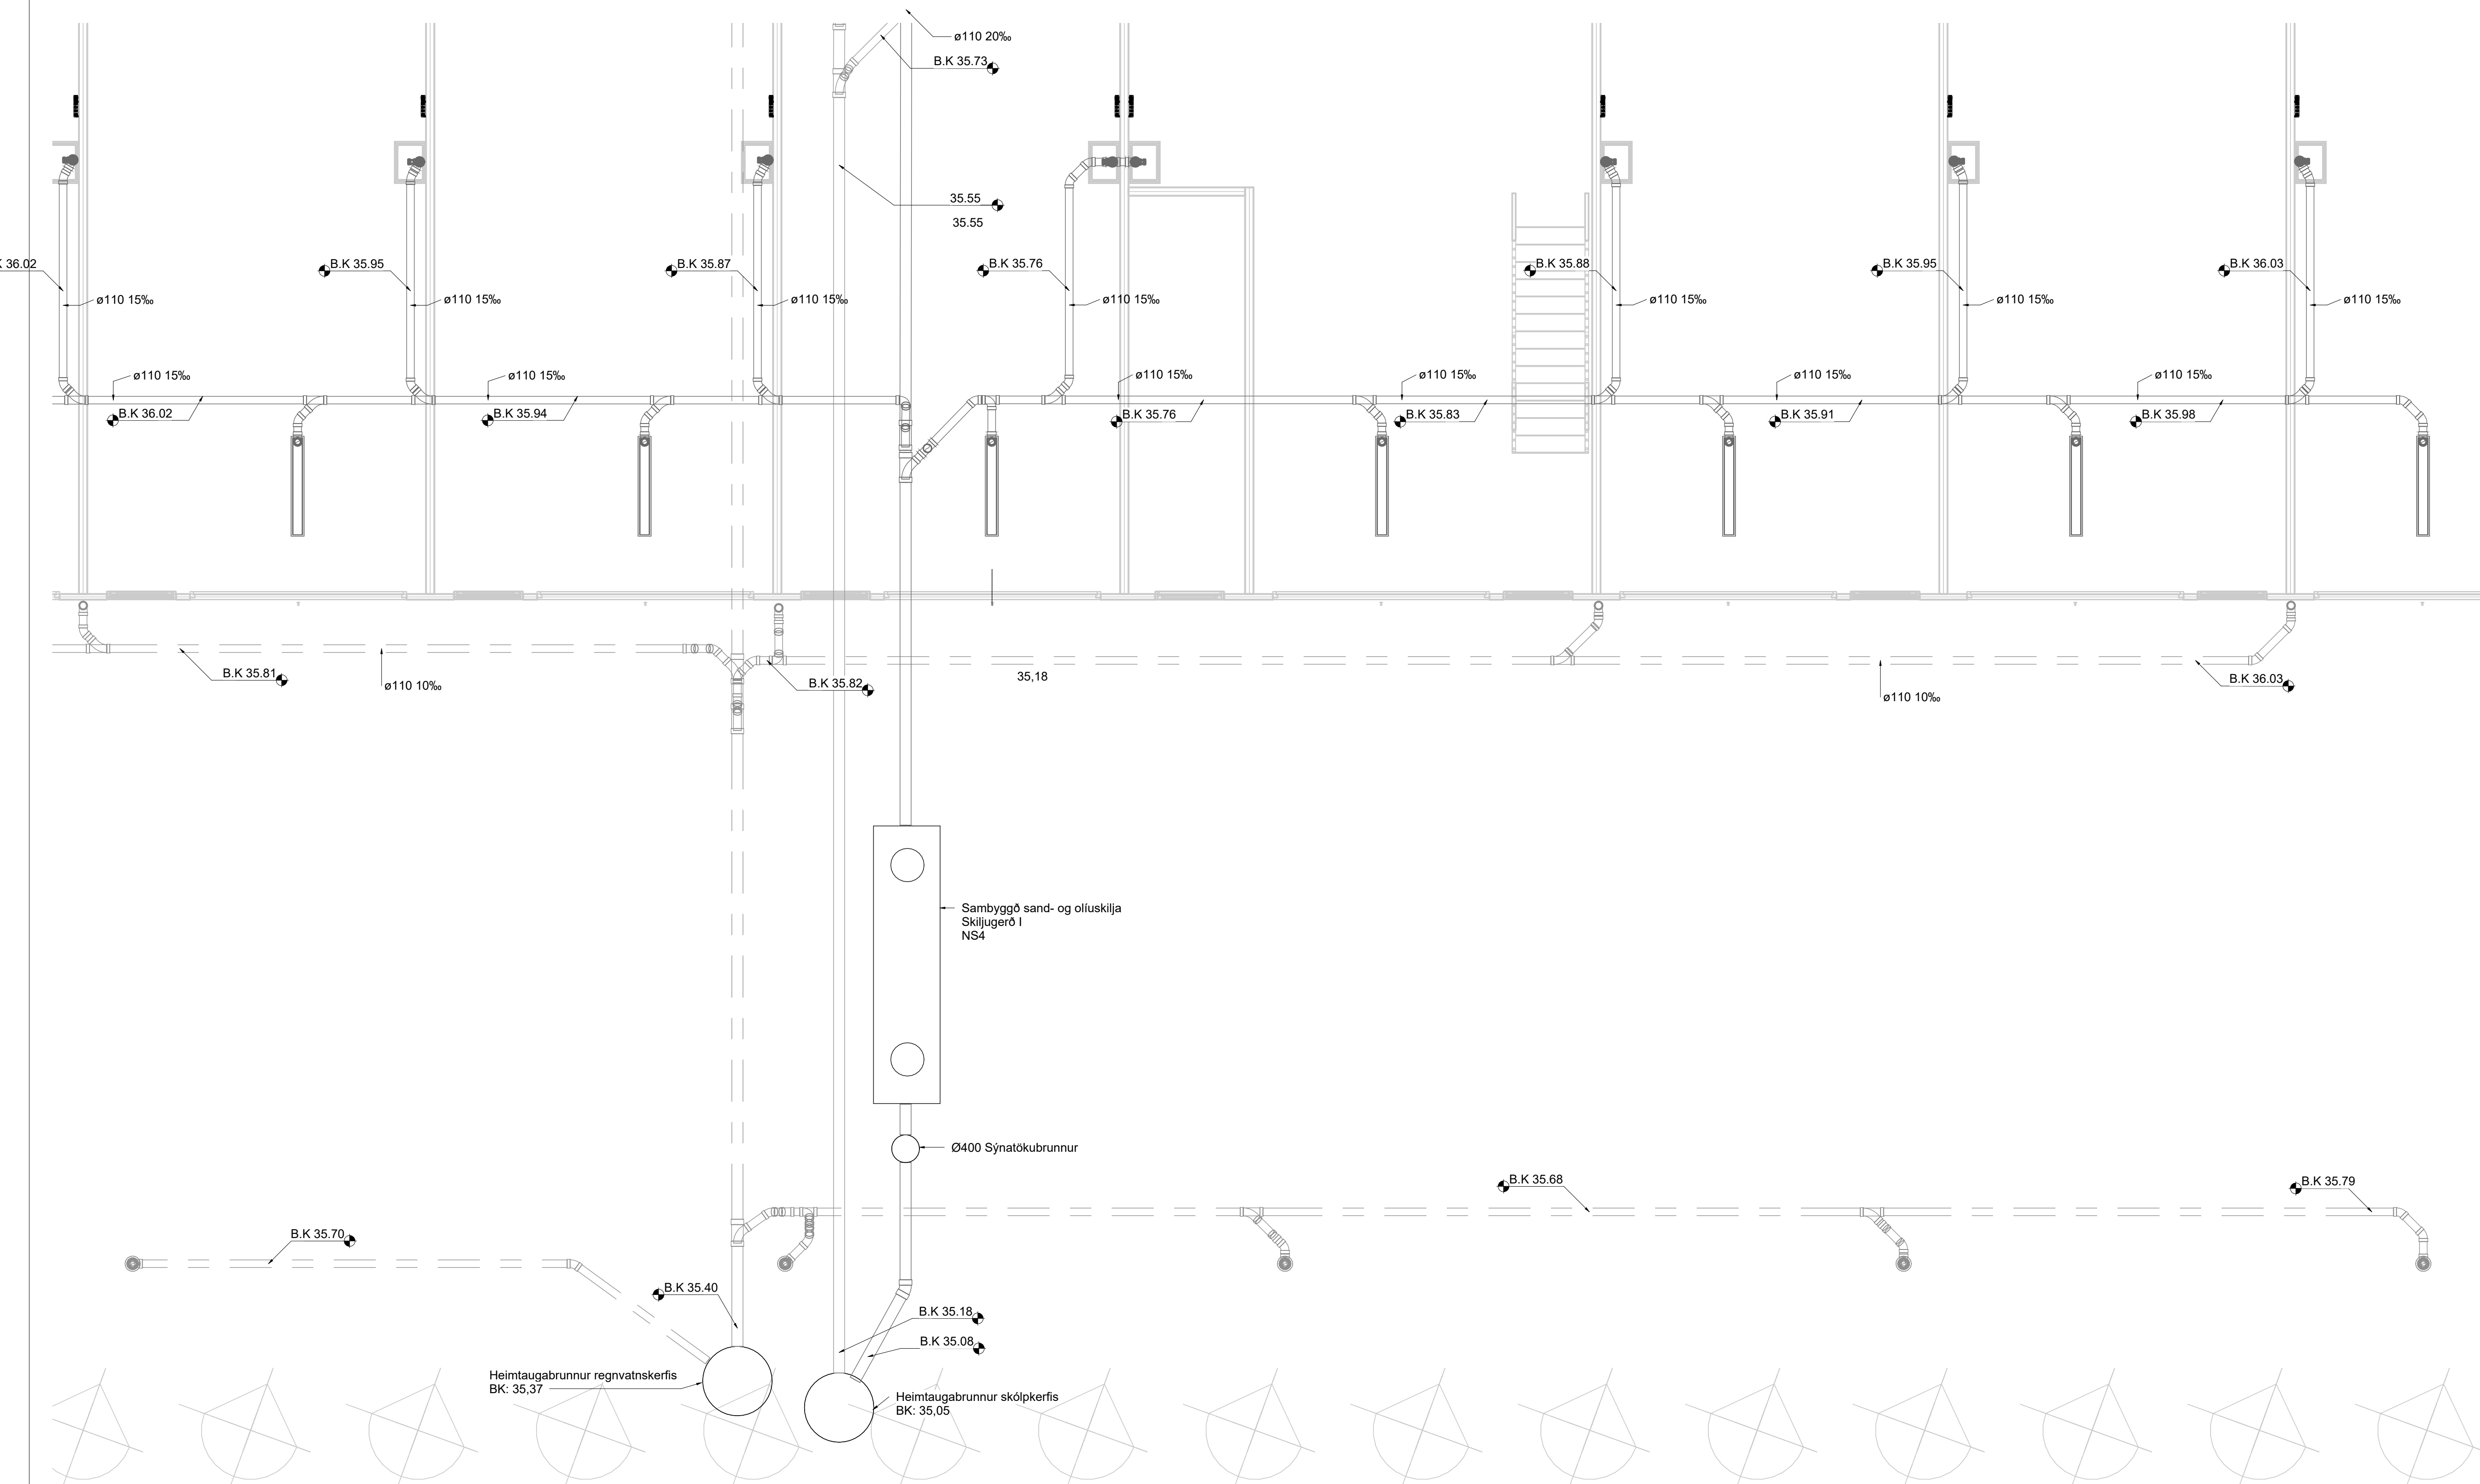 ø110 20‰
B.K 35.73
35.55
35.55
K 36.02
B.K 35.95
B.K 35.87
B.K 35.76
B.K 35.88
B.K 35.95
B.K 36.03
ø110 15‰
ø110 15‰
ø110 15‰
ø110 15‰
ø110 15‰
ø110 15‰
ø110 15‰
ø110 15‰
ø110 15‰
ø110 15‰
ø110 15‰
ø110 15‰
ø110 15‰
B.K 36.02
B.K 35.94
B.K 35.76
B.K 35.83
B.K 35.91
B.K 35.98
B.K 35.81
ø110 10‰
B.K 35.82
35,18
ø110 10‰
B.K 36.03
Sambyggð sand- og olíuskilja
Skiljugerð I
NS4
Ø400 Sýnatökubrunnur
B.K 35.68
B.K 35.79
B.K 35.70
B.K 35.40
B.K 35.18
B.K 35.08
Heimtaugabrunnur regnvatnskerfis
BK: 35,37
Heimtaugabrunnur skólpkerfis
BK: 35,05